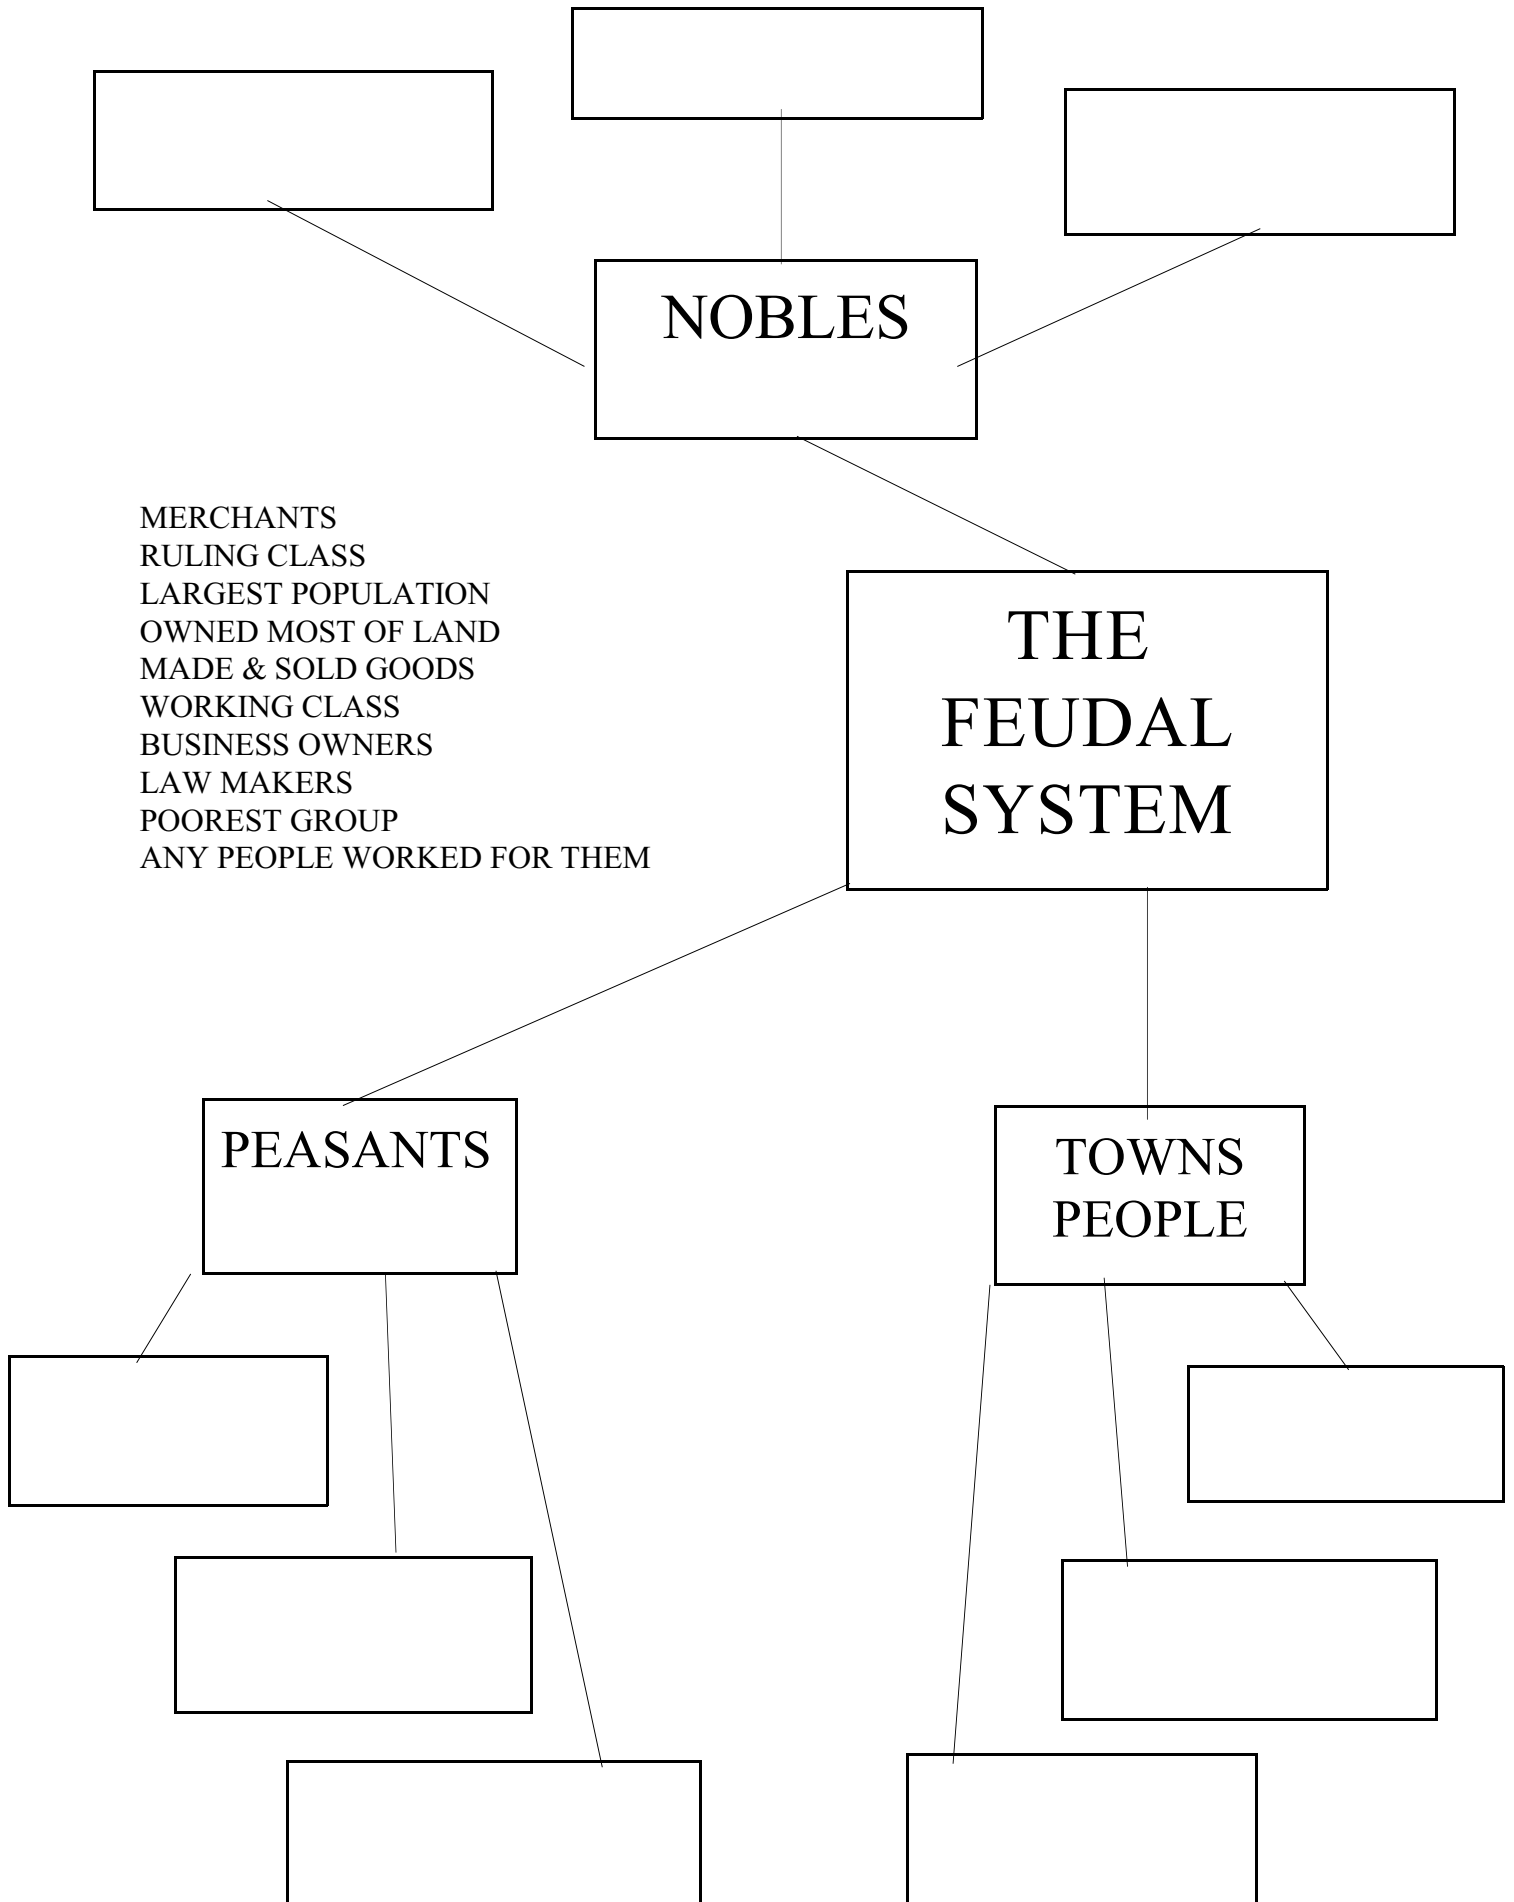 NOBLES
MERCHANTS
RULING CLASS
LARGEST POPULATION
OWNED MOST OF LAND
MADE & SOLD GOODS
WORKING CLASS
BUSINESS OWNERS
LAW MAKERS
POOREST GROUP
ANY PEOPLE WORKED FOR THEM
THE
FEUDAL
SYSTEM
PEASANTS
TOWNS
PEOPLE